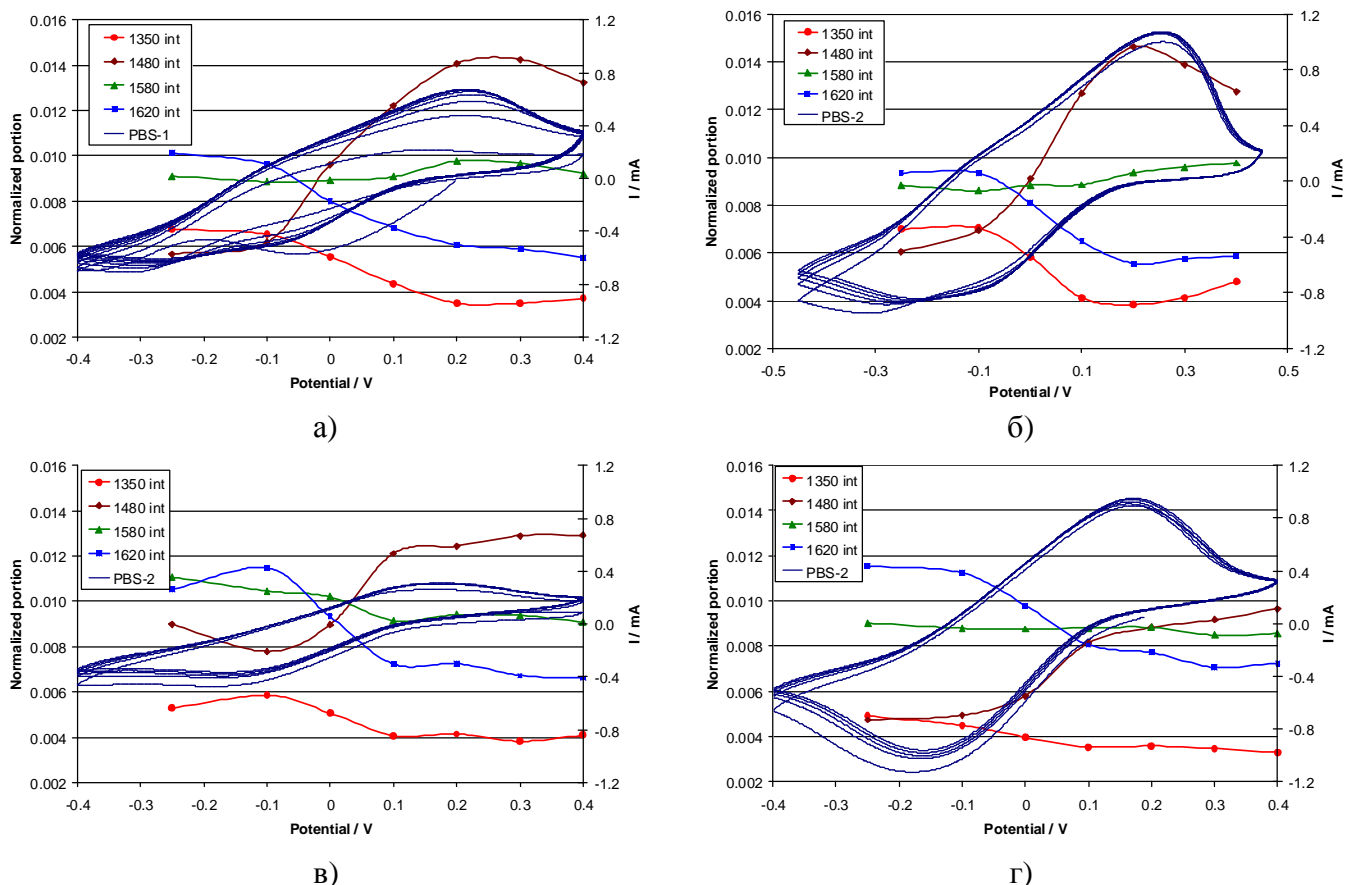 0.016
0.014
0.012
0.010
0.008
0.006
0.004
0.002
Normalized portion
1350 int
1480 int
1580 int
1620 int
PBS-1
1.2
0.8
0.4
0.0
-0.4
-0.8
-1.2
I / mA
-0.4 -0.3 -0.2 -0.1 0 0.1 0.2 0.3 0.4
Potential / V
а)
0.016
0.014
0.012
0.010
0.008
0.006
0.004
0.002
Normalized portion
1350 int
1480 int
1580 int
1620 int
PBS-2
1.2
0.8
0.4
0.0
-0.4
-0.8
-1.2
I / mA
-0.5 -0.3 -0.1 0.1 0.3 0.5
Potential / V
б)
0.016
0.014
0.012
0.010
0.008
0.006
0.004
0.002
Normalized portion
1350 int
1480 int
1580 int
1620 int
PBS-2
1.2
0.8
0.4
0.0
-0.4
-0.8
-1.2
I / mA
-0.4 -0.3 -0.2 -0.1 0 0.1 0.2 0.3 0.4
Potential / V
в)
0.016
0.014
0.012
0.010
0.008
0.006
0.004
0.002
Normalized portion
1350 int
1480 int
1580 int
1620 int
PBS-2
1.2
0.8
0.4
0.0
-0.4
-0.8
-1.2
I / mA
-0.4 -0.3 -0.2 -0.1 0 0.1 0.2 0.3 0.4
Potential / V
г)